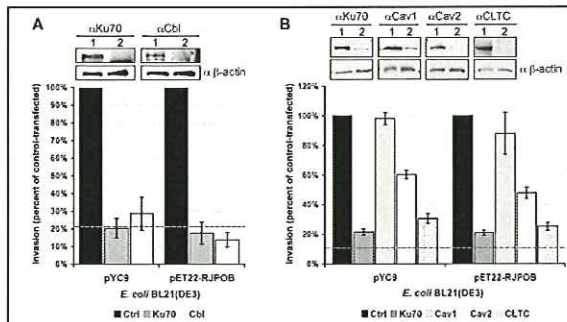 A
αKu70 αCbl
1 2 1 2
α β-actin
Invasion (percent of control-transfected)
100%
90%
80%
70%
60%
50%
40%
30%
20%
10%
0%
pYC9 pET22-RJPOB
E. coli BL21(DE3)
Ctrl Ku70 Cbl
B
αKu70 αCav1 αCav2 αCLTC
1 2 1 2 1 2 1 2
α β-actin
Invasion (percent of control-transfected)
120%
100%
80%
60%
40%
20%
0%
pYC9 pET22-RJPOB
E. coli BL21(DE3)
Ctrl Ku70 Cav1 Cav2 CLTC